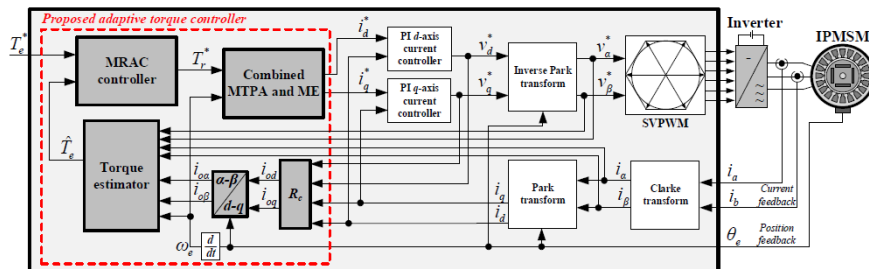 Proposed adaptive torque controller
T_e^*
MRAC
controller
T_r^*
Combined
MTPA and ME
i_d^*
i_q^*
PI d-axis
current
controller
PI q-axis
current
controller
v_d^*
v_q^*
Inverse Park
transform
v_α^*
v_β^*
SVPWM
Inverter
IPMSM
T̂_e
Torque
estimator
i_oα
i_oβ
α-β
d-q
i_od
i_oq
R_c
i_q
i_d
Park
transform
i_α
i_β
Clarke
transform
i_a
i_b
Current
feedback
ω_e
d
dt
θ_e
Position
feedback